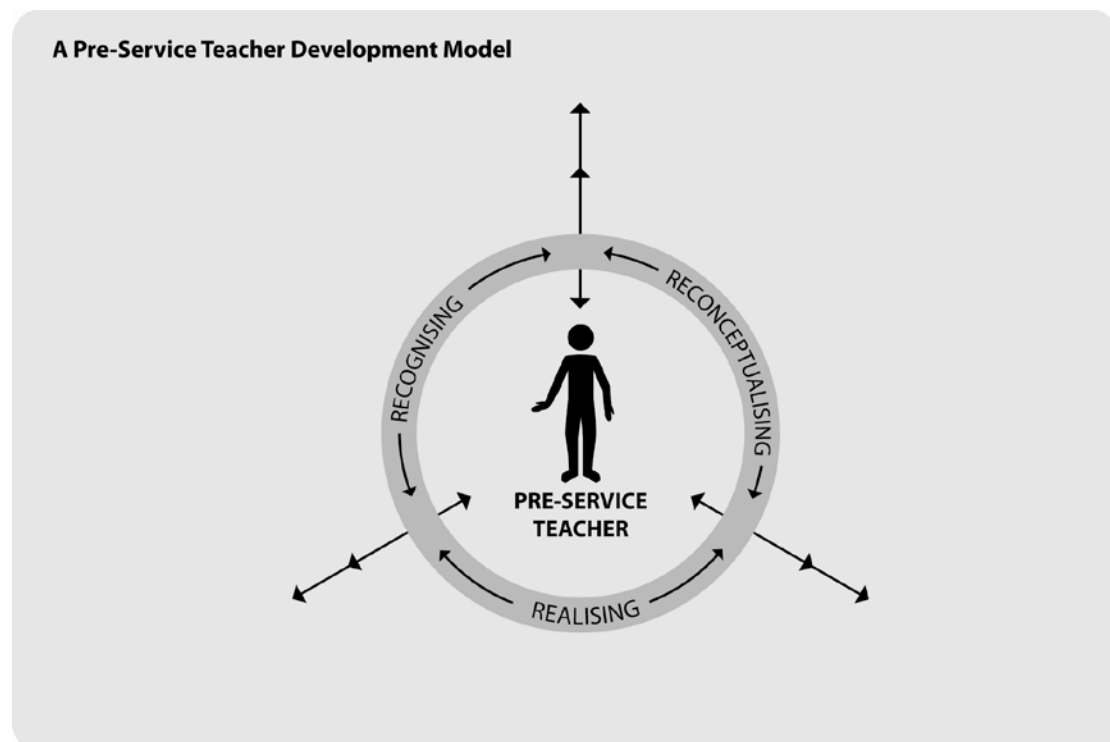 A Pre-Service Teacher Development Model
RECOGNISING
RECONCEPTUALISING
PRE-SERVICE
TEACHER
REALISING